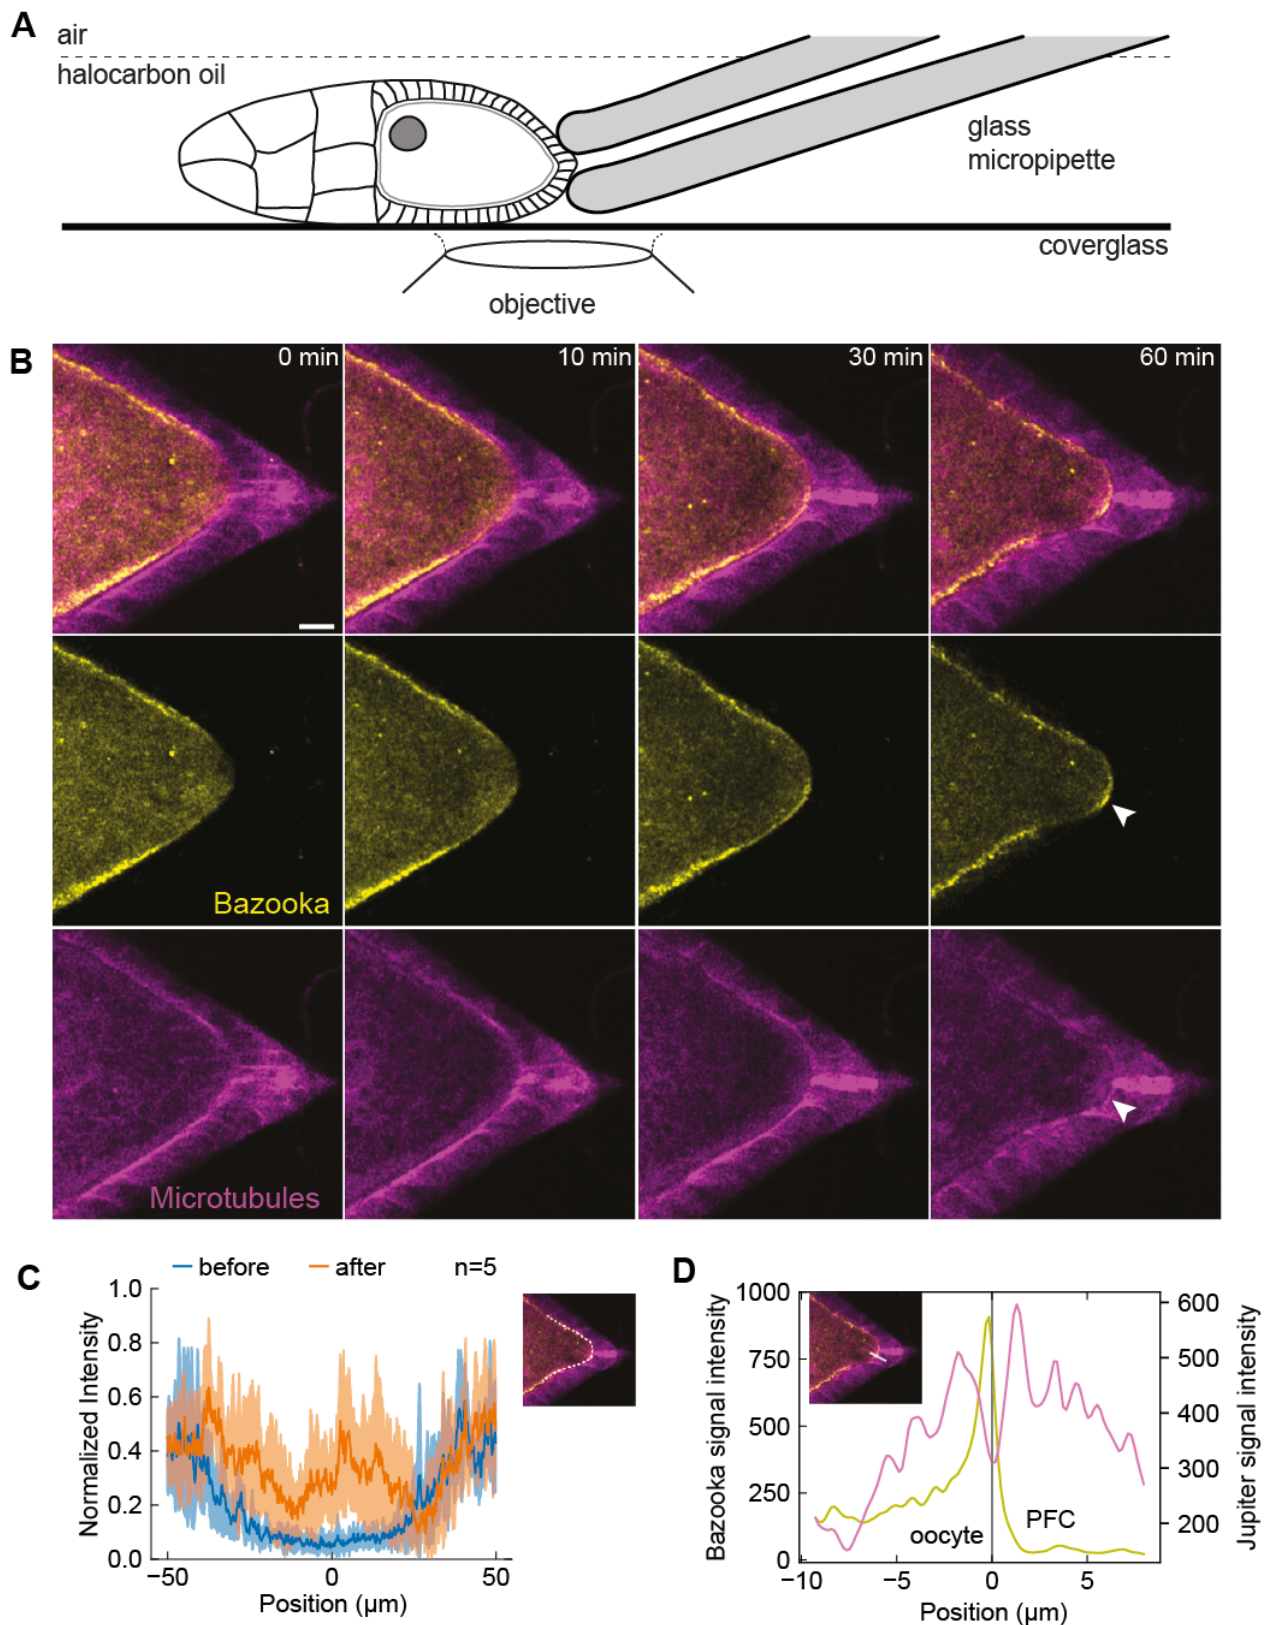 A
air
halocarbon oil
glass
micropipette
coverglass
objective
B
0 min
10 min
30 min
60 min
Bazooka
Microtubules
C
before
after
n=5
1.0
0.8
0.6
0.4
0.2
0.0
Normalized Intensity
−50
0
50
Position (µm)
D
1000
750
500
250
0
Bazooka signal intensity
600
500
400
300
200
Jupiter signal intensity
oocyte
PFC
−10
−5
0
5
Position (µm)